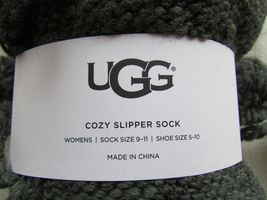 UGG®
COZY SLIPPER SOCK
WOMENS | SOCK SIZE 9-11 | SHOE SIZE 5-10
MADE IN CHINA